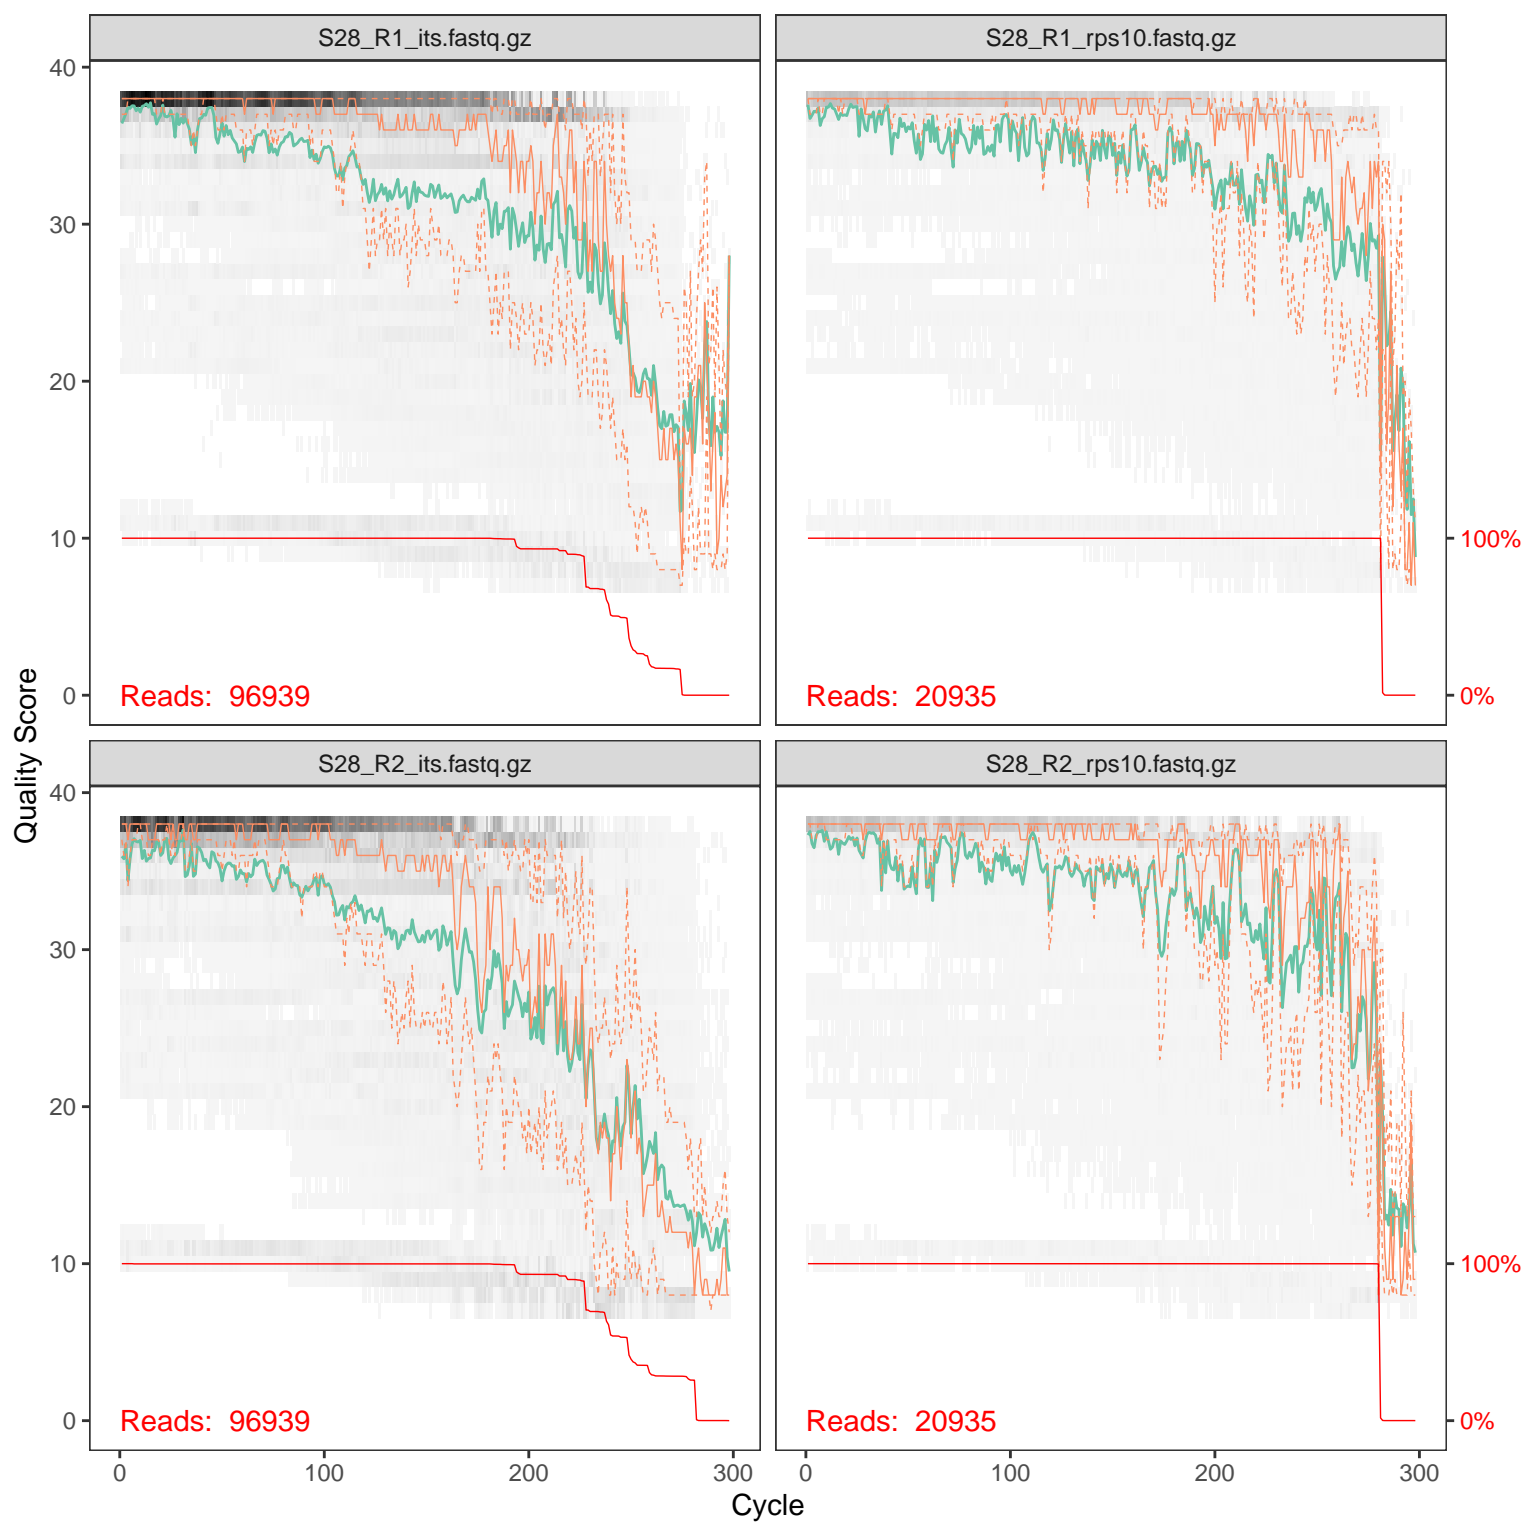 S28_R1_its.fastq.gz
S28_R1_rps10.fastq.gz
40
30
20
10
0
Reads: 96939
Reads: 20935
100%
0%
S28_R2_its.fastq.gz
S28_R2_rps10.fastq.gz
40
30
20
10
0
Reads: 96939
Reads: 20935
100%
0%
0 100 200 300
0 100 200 300
Cycle
Quality Score